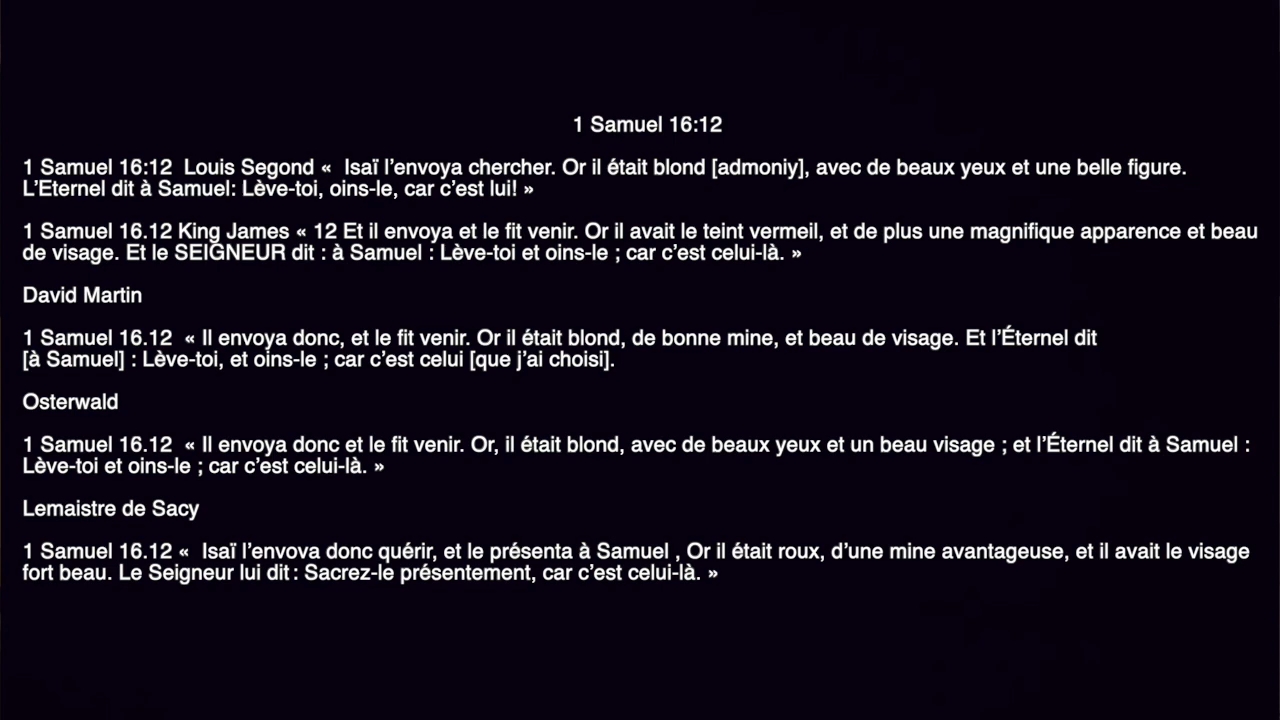 1 Samuel 16:12
1 Samuel 16:12  Louis Segond «  Isaï l’envoya chercher. Or il était blond [admoniy], avec de beaux yeux et une belle figure.
L’Eternel dit à Samuel: Lève-toi, oins-le, car c’est lui! »
1 Samuel 16.12 King James « 12 Et il envoya et le fit venir. Or il avait le teint vermeil, et de plus une magnifique apparence et beau
de visage. Et le SEIGNEUR dit : à Samuel : Lève-toi et oins-le ; car c’est celui-là. »
David Martin
1 Samuel 16.12  « Il envoya donc, et le fit venir. Or il était blond, de bonne mine, et beau de visage. Et l’Éternel dit
[à Samuel] : Lève-toi, et oins-le ; car c’est celui [que j’ai choisi].
Osterwald
1 Samuel 16.12  « Il envoya donc et le fit venir. Or, il était blond, avec de beaux yeux et un beau visage ; et l’Éternel dit à Samuel :
Lève-toi et oins-le ; car c’est celui-là. »
Lemaistre de Sacy
1 Samuel 16.12 «  Isaï l’envova donc quérir, et le présenta à Samuel , Or il était roux, d’une mine avantageuse, et il avait le visage
fort beau. Le Seigneur lui dit : Sacrez-le présentement, car c’est celui-là. »